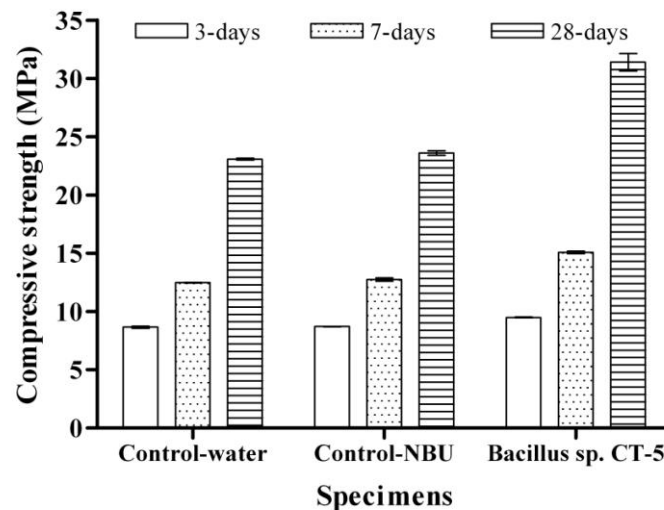 3-days 7-days 28-days
35
30
25
20
15
10
5
0
Compressive strength (MPa)
Control-water Control-NBU Bacillus sp. CT-5
Specimens